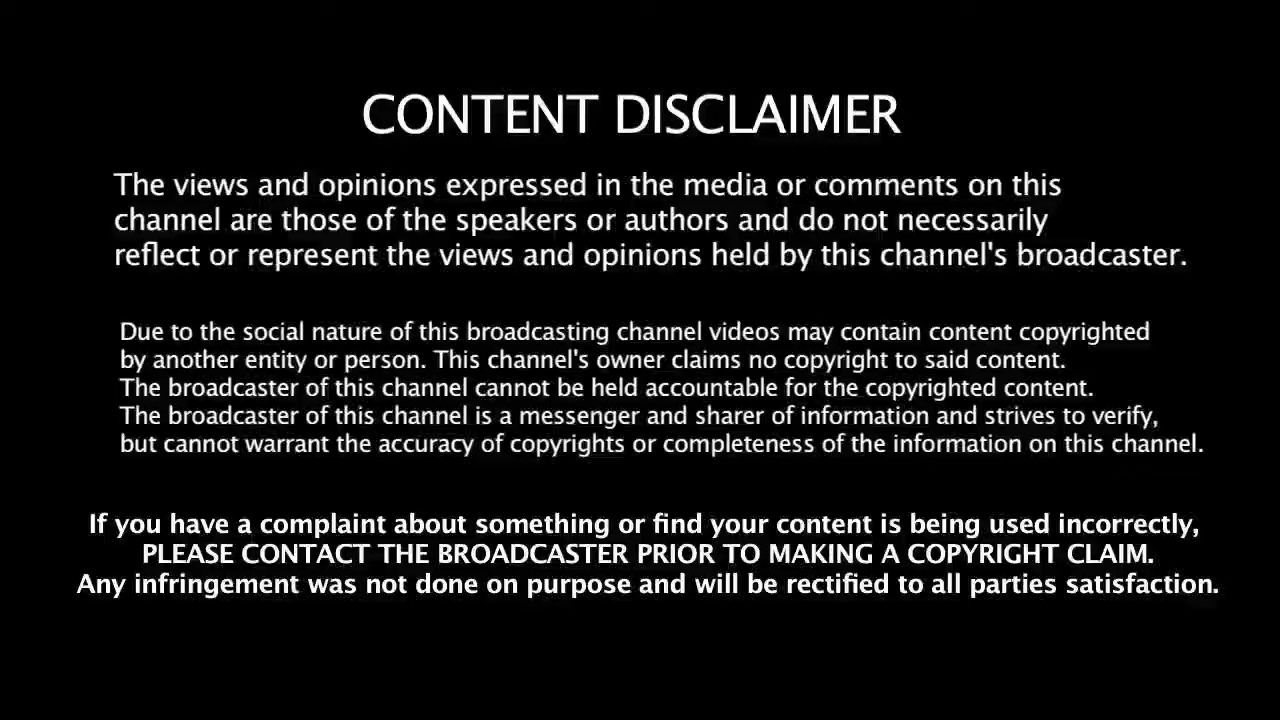 CONTENT DISCLAIMER
The views and opinions expressed in the media or comments on this
channel are those of the speakers or authors and do not necessarily
reflect or represent the views and opinions held by this channel's broadcaster.
Due to the social nature of this broadcasting channel videos may contain content copyrighted
by another entity or person. This channel's owner claims no copyright to said content.
The broadcaster of this channel cannot be held accountable for the copyrighted content.
The broadcaster of this channel is a messenger and sharer of information and strives to verify,
but cannot warrant the accuracy of copyrights or completeness of the information on this channel.
If you have a complaint about something or find your content is being used incorrectly,
PLEASE CONTACT THE BROADCASTER PRIOR TO MAKING A COPYRIGHT CLAIM.
Any infringement was not done on purpose and will be rectified to all parties satisfaction.